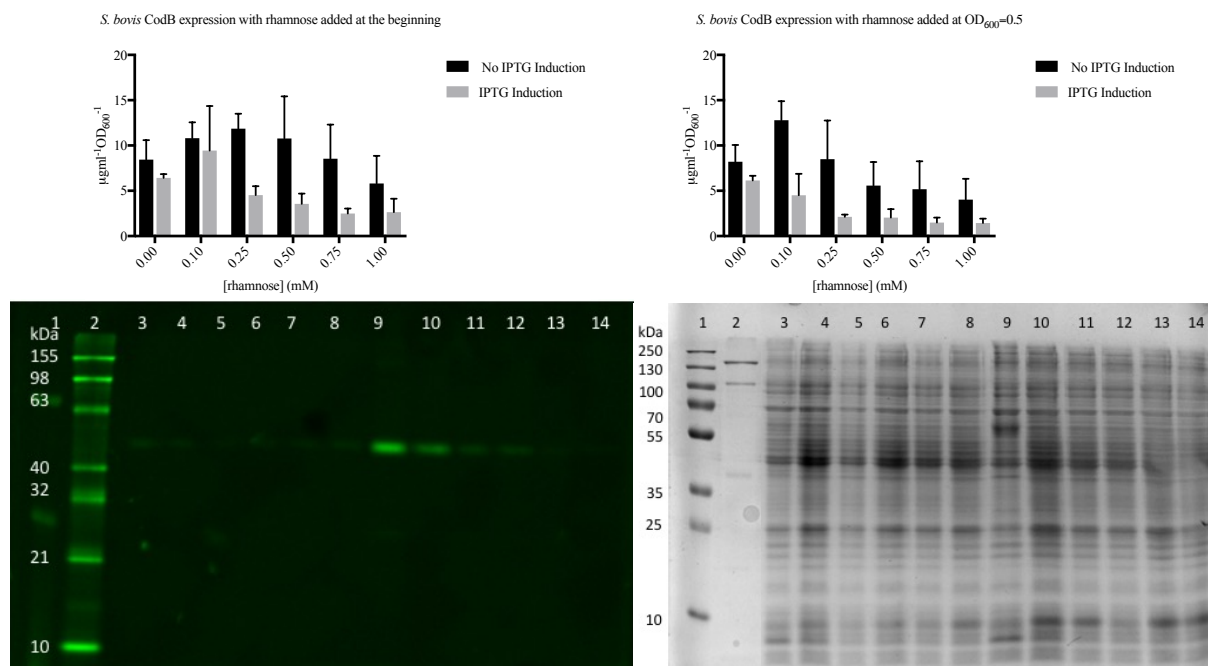 S. bovis CodB expression with rhamnose added at the beginning
20
15
10
5
0
µgml⁻¹OD₆₀₀⁻¹
0.00 0.10 0.25 0.50 0.75 1.00
[rhamnose] (mM)
No IPTG Induction
IPTG Induction
S. bovis CodB expression with rhamnose added at OD₆₀₀=0.5
20
15
10
5
0
µgml⁻¹OD₆₀₀⁻¹
0.00 0.10 0.25 0.50 0.75 1.00
[rhamnose] (mM)
No IPTG Induction
IPTG Induction
kDa
1 2 3 4 5 6 7 8 9 10 11 12 13 14
155
98
63
40
32
21
10
kDa
1 2 3 4 5 6 7 8 9 10 11 12 13 14
250
130
100
70
55
35
25
10